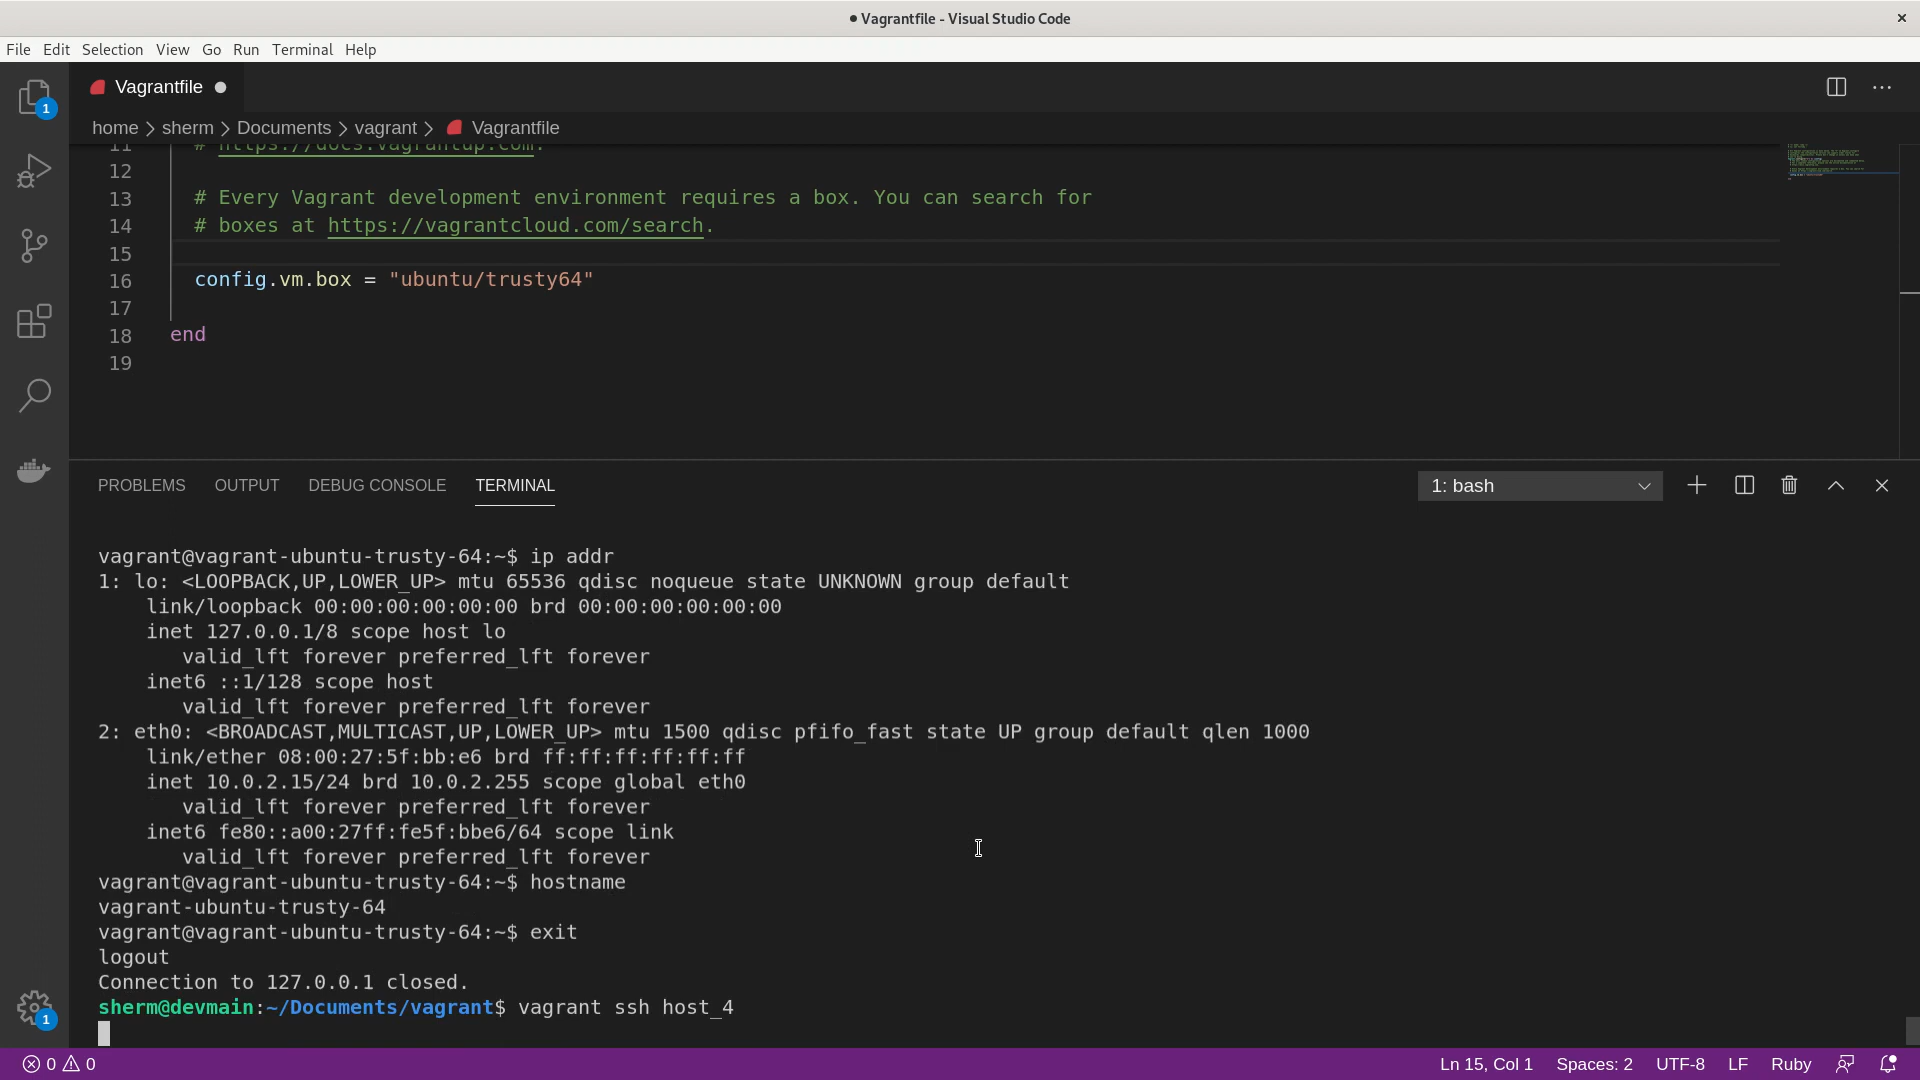 Vagrantfile - Visual Studio Code
File Edit Selection View Go Run Terminal Help
1
Vagrantfile
home > sherm > Documents > vagrant > Vagrantfile
11 # https://docs.vagrantup.com.
12
13 # Every Vagrant development environment requires a box. You can search for
14 # boxes at https://vagrantcloud.com/search.
15
16 config.vm.box = "ubuntu/trusty64"
17
18 end
19
PROBLEMS OUTPUT DEBUG CONSOLE TERMINAL 1: bash
vagrant@vagrant-ubuntu-trusty-64:~$ ip addr
1: lo: <LOOPBACK,UP,LOWER_UP> mtu 65536 qdisc noqueue state UNKNOWN group default
link/loopback 00:00:00:00:00:00 brd 00:00:00:00:00:00
inet 127.0.0.1/8 scope host lo
valid_lft forever preferred_lft forever
inet6 ::1/128 scope host
valid_lft forever preferred_lft forever
2: eth0: <BROADCAST,MULTICAST,UP,LOWER_UP> mtu 1500 qdisc pfifo_fast state UP group default qlen 1000
link/ether 08:00:27:5f:bb:e6 brd ff:ff:ff:ff:ff:ff
inet 10.0.2.15/24 brd 10.0.2.255 scope global eth0
valid_lft forever preferred_lft forever
inet6 fe80::a00:27ff:fe5f:bbe6/64 scope link
valid_lft forever preferred_lft forever
vagrant@vagrant-ubuntu-trusty-64:~$ hostname
vagrant-ubuntu-trusty-64
vagrant@vagrant-ubuntu-trusty-64:~$ exit
logout
Connection to 127.0.0.1 closed.
sherm@devmain:~/Documents/vagrant$ vagrant ssh host_4
1
0 0 Ln 15, Col 1 Spaces: 2 UTF-8 LF Ruby